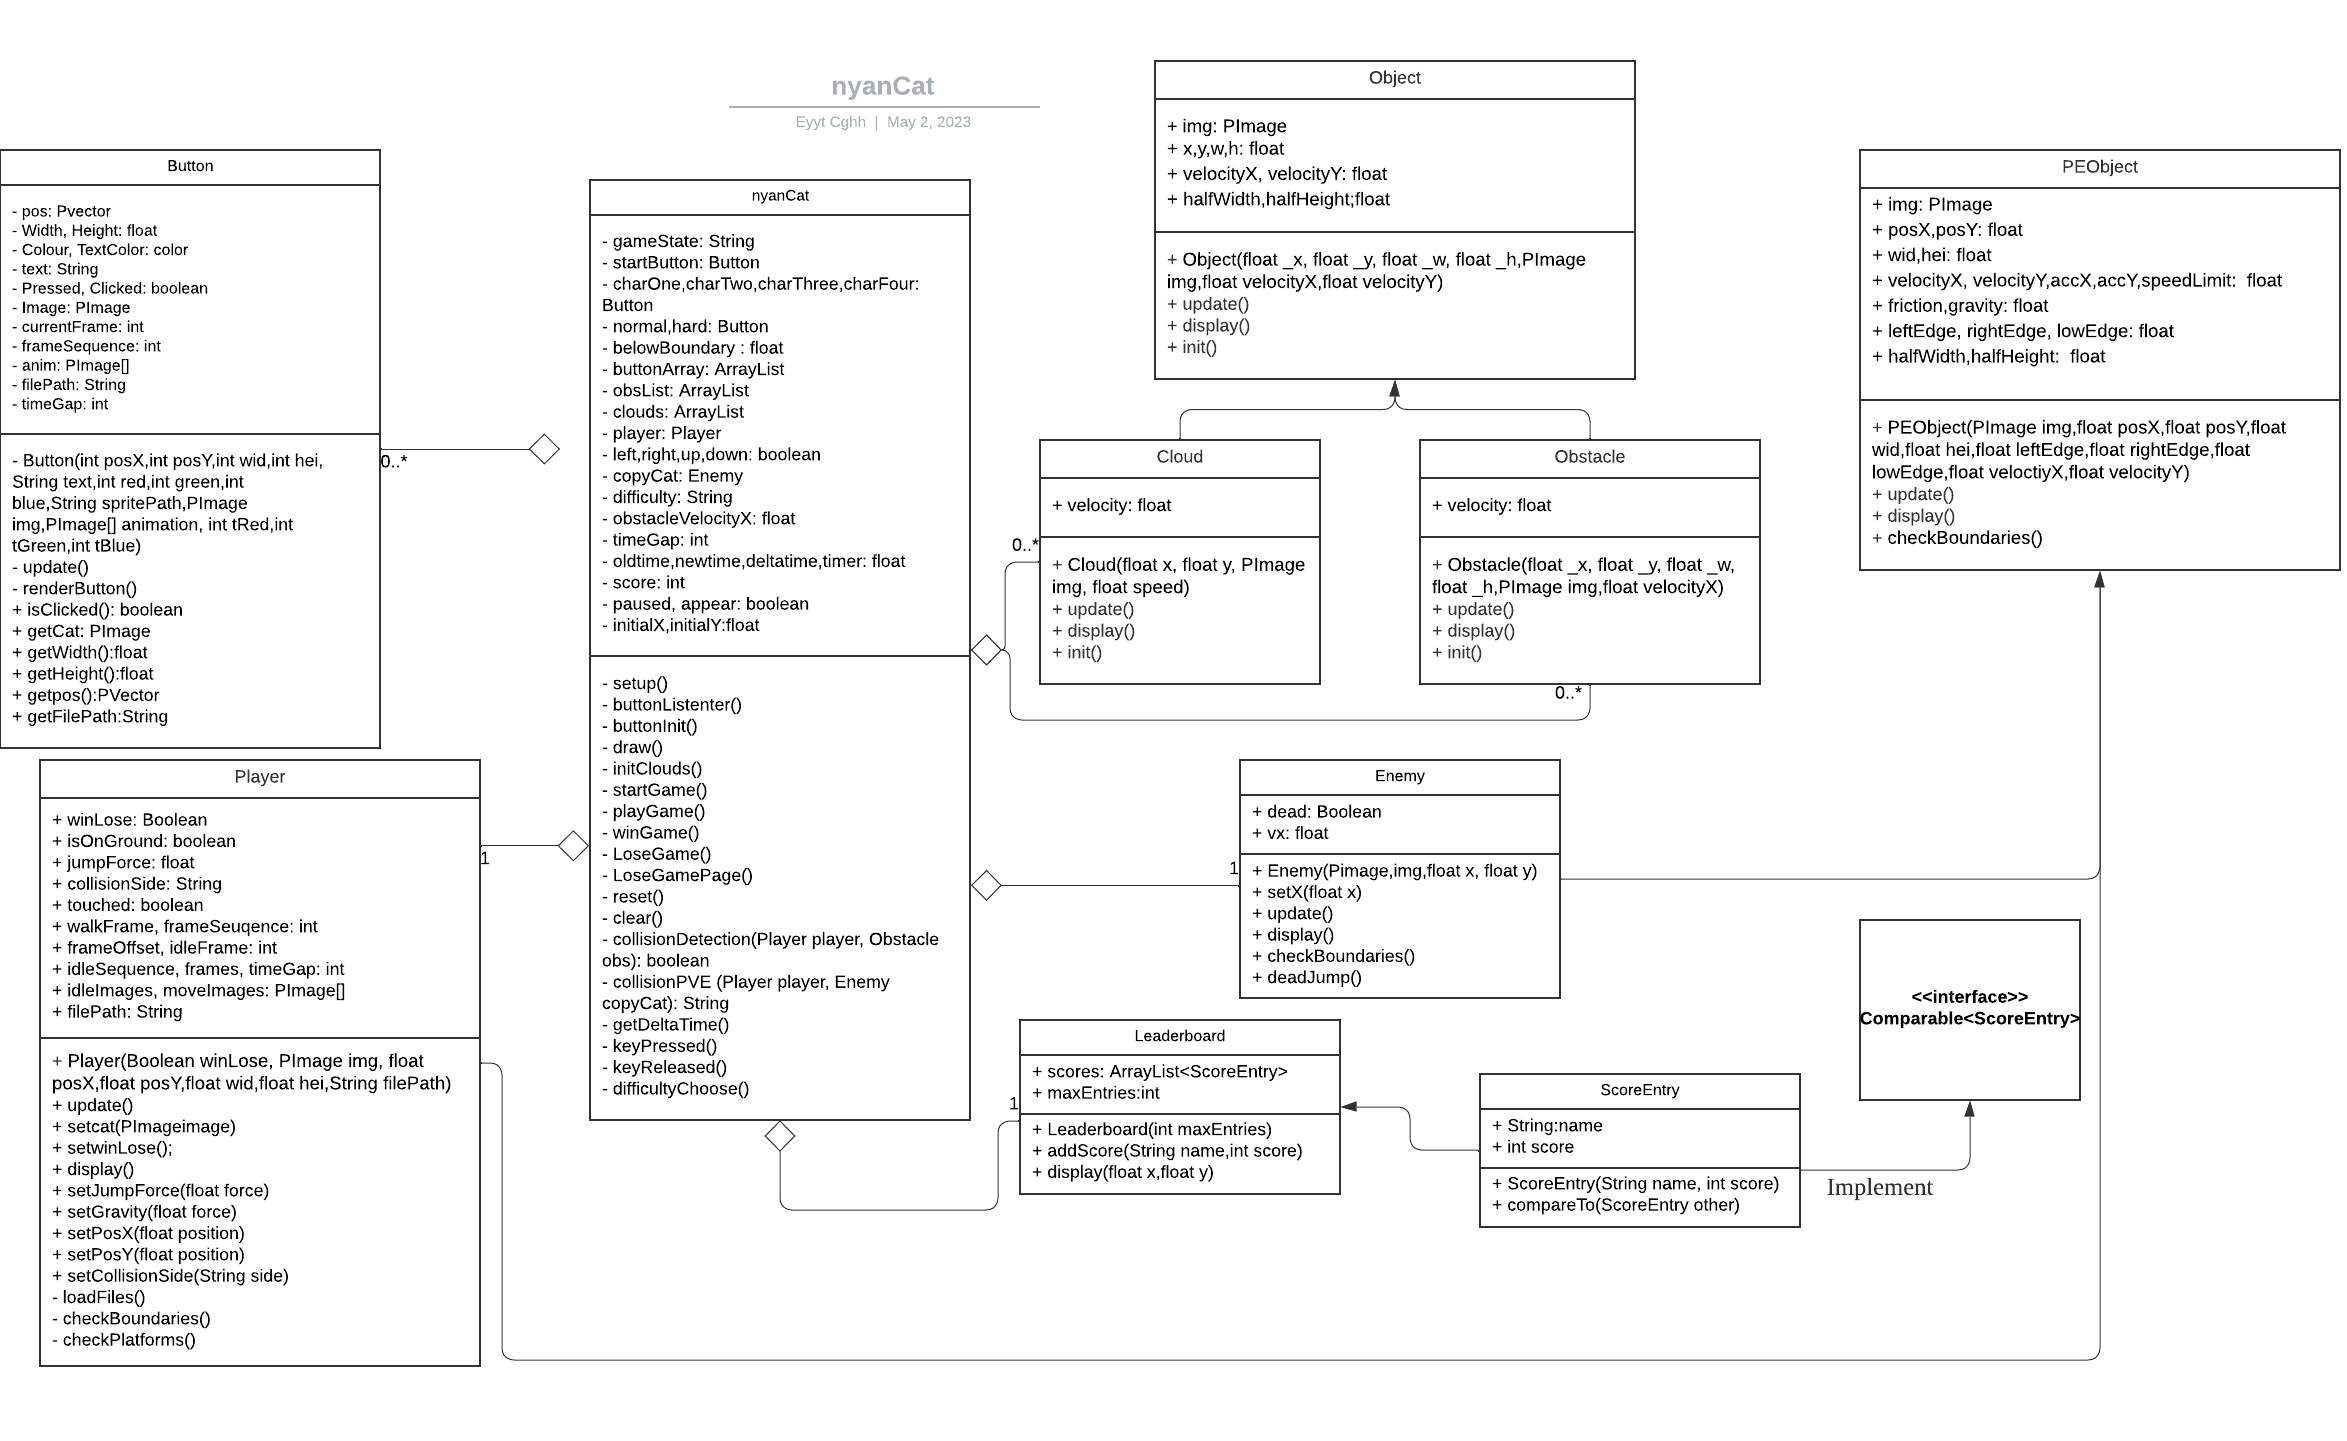 nyanCat
Eyyt Cghh | May 2, 2023
Button
- pos: Pvector
- Width, Height: float
- Colour, TextColor: color
- text: String
- Pressed, Clicked: boolean
- Image: PImage
- currentFrame: int
- frameSequence: int
- anim: PImage[]
- filePath: String
- timeGap: int
- Button(int posX,int posY,int wid,int hei,
String text,int red,int green,int
blue,String spritePath,PImage
img,PImage[] animation, int tRed,int
tGreen,int tBlue)
- update()
- renderButton()
+ isClicked(): boolean
+ getCat: PImage
+ getWidth():float
+ getHeight():float
+ getpos():PVector
+ getFilePath:String
0..*
Player
+ winLose: Boolean
+ isOnGround: boolean
+ jumpForce: float
+ collisionSide: String
+ touched: boolean
+ walkFrame, frameSeuqence: int
+ frameOffset, idleFrame: int
+ idleSequence, frames, timeGap: int
+ idleImages, moveImages: PImage[]
+ filePath: String
+ Player(Boolean winLose, PImage img, float
posX,float posY,float wid,float hei,String filePath)
+ update()
+ setcat(PImageimage)
+ setwinLose();
+ display()
+ setJumpForce(float force)
+ setGravity(float force)
+ setPosX(float position)
+ setPosY(float position)
+ setCollisionSide(String side)
- loadFiles()
- checkBoundaries()
- checkPlatforms()
1
nyanCat
- gameState: String
- startButton: Button
- charOne,charTwo,charThree,charFour:
Button
- normal,hard: Button
- belowBoundary : float
- buttonArray: ArrayList
- obsList: ArrayList
- clouds: ArrayList
- player: Player
- left,right,up,down: boolean
- copyCat: Enemy
- difficulty: String
- obstacleVelocityX: float
- timeGap: int
- oldtime,newtime,deltatime,timer: float
- score: int
- paused, appear: boolean
- initialX,initialY:float
- setup()
- buttonListenter()
- buttonInit()
- draw()
- initClouds()
- startGame()
- playGame()
- winGame()
- LoseGame()
- LoseGamePage()
- reset()
- clear()
- collisionDetection(Player player, Obstacle
obs): boolean
- collisionPVE (Player player, Enemy
copyCat): String
- getDeltaTime()
- keyPressed()
- keyReleased()
- difficultyChoose()
Object
+ img: PImage
+ x,y,w,h: float
+ velocityX, velocityY: float
+ halfWidth,halfHeight;float
+ Object(float _x, float _y, float _w, float _h,PImage
img,float velocityX,float velocityY)
+ update()
+ display()
+ init()
Cloud
+ velocity: float
0..*
+ Cloud(float x, float y, PImage
img, float speed)
+ update()
+ display()
+ init()
Obstacle
+ velocity: float
+ Obstacle(float _x, float _y, float _w,
float _h,PImage img,float velocityX)
+ update()
+ display()
+ init()
0..*
PEObject
+ img: PImage
+ posX,posY: float
+ wid,hei: float
+ velocityX, velocityY,accX,accY,speedLimit: float
+ friction,gravity: float
+ leftEdge, rightEdge, lowEdge: float
+ halfWidth,halfHeight: float
+ PEObject(PImage img,float posX,float posY,float
wid,float hei,float leftEdge,float rightEdge,float
lowEdge,float veloctiyX,float velocityY)
+ update()
+ display()
+ checkBoundaries()
Enemy
+ dead: Boolean
+ vx: float
1
+ Enemy(Pimage,img,float x, float y)
+ setX(float x)
+ update()
+ display()
+ checkBoundaries()
+ deadJump()
Leaderboard
+ scores: ArrayList<ScoreEntry>
+ maxEntries:int
1
+ Leaderboard(int maxEntries)
+ addScore(String name,int score)
+ display(float x,float y)
ScoreEntry
+ String:name
+ int score
+ ScoreEntry(String name, int score)
+ compareTo(ScoreEntry other)
<<interface>>
Comparable<ScoreEntry>
Implement